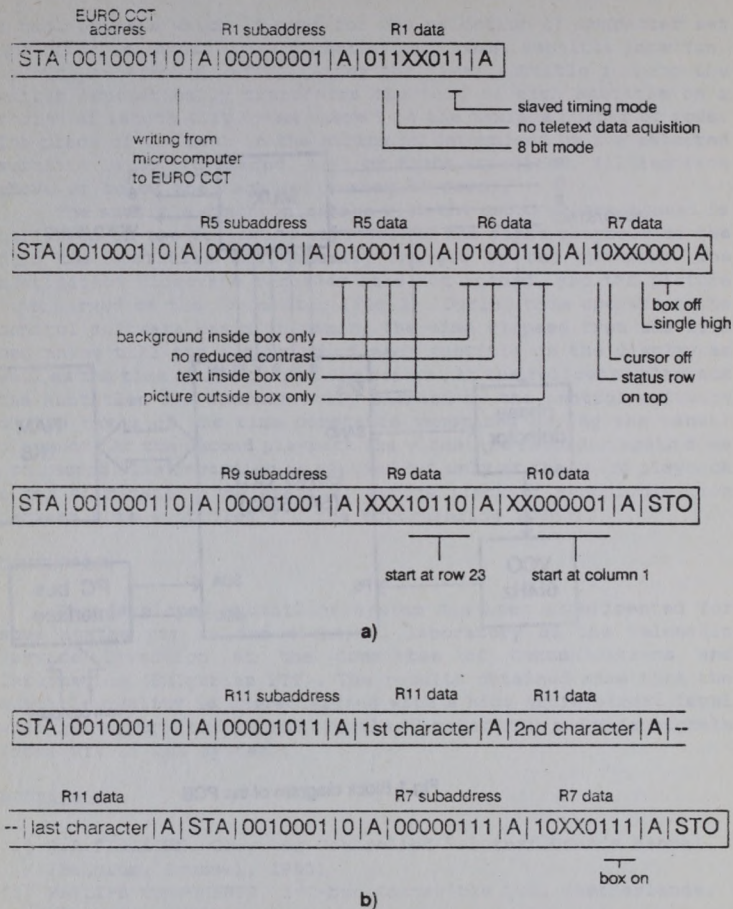 EURO CCT
address R1 subaddress R1 data
STA|0010001|0|A|00000001|A|011XX011|A
slaved timing mode
no teletext data aquisition
8 bit mode
writing from
microcomputer
to EURO CCT
R5 subaddress R5 data R6 data R7 data
STA|0010001|0|A|00000101|A|01000110|A|01000110|A|10XX0000|A
box off
single high
background inside box only
no reduced contrast
cursor off
text inside box only
status row
on top
picture outside box only
R9 subaddress R9 data R10 data
STA|0010001|0|A|00001001|A|XXX10110|A|XX000001|A|STO
start at row 23 start at column 1
a)
R11 subaddress R11 data R11 data
STA|0010001|0|A|00001011|A|1st character|A|2nd character|A|--
R11 data R7 subaddress R7 data
--|last character|A|STA|0010001|0|A|00000111|A|10XX0111|A|STO
box on
b)